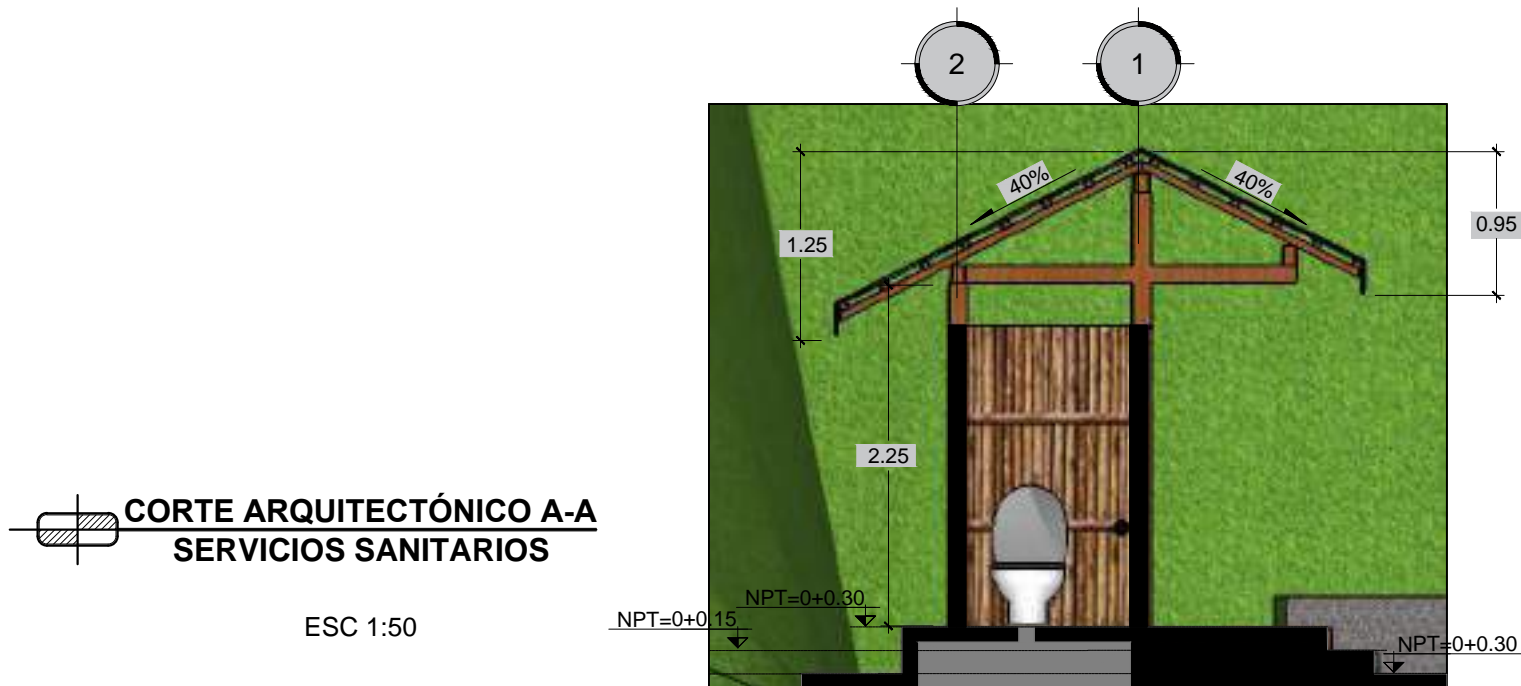 2
1
40%
40%
1.25
0.95
2.25
CORTE ARQUITECTÓNICO A-A
SERVICIOS SANITARIOS
ESC 1:50
NPT=0+0.30
NPT=0+0.15
NPT=0+0.30